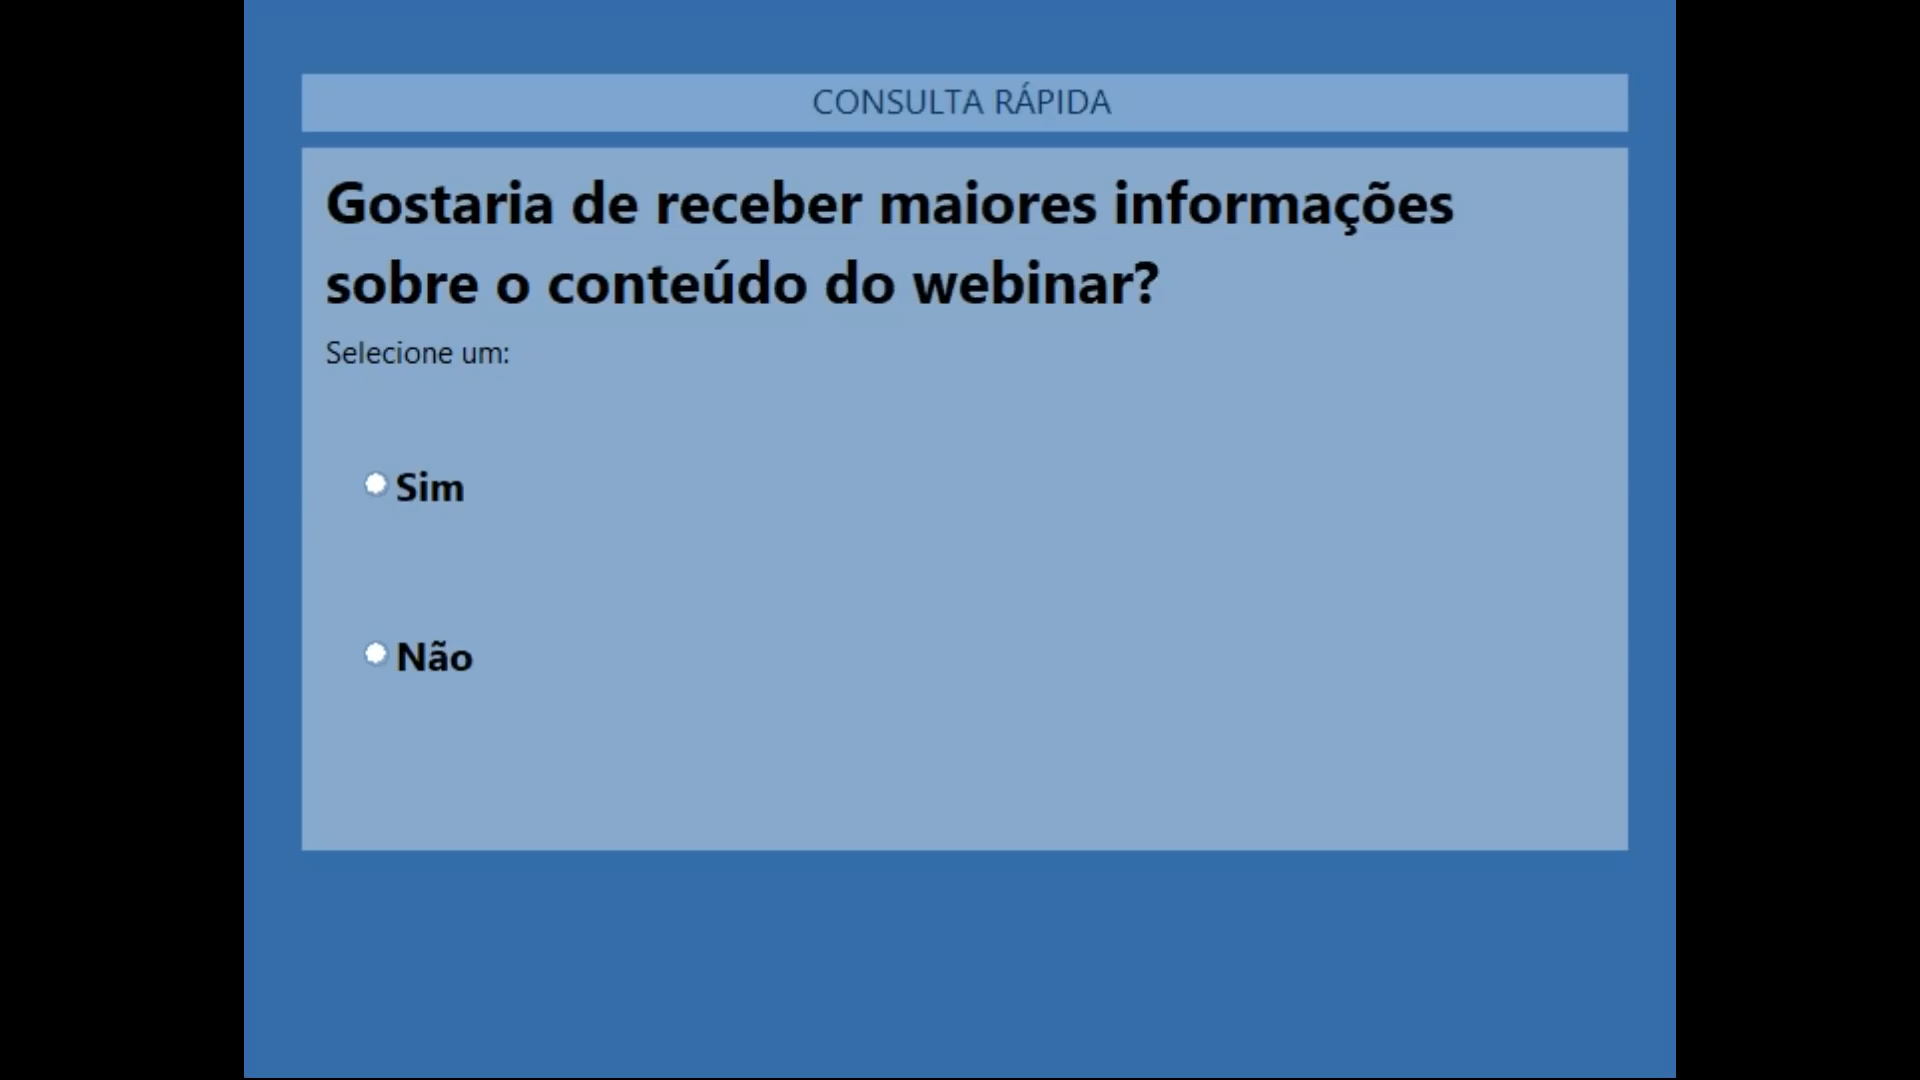 CONSULTA RÁPIDA
Gostaria de receber maiores informações
sobre o conteúdo do webinar?
Selecione um:
Sim
Não